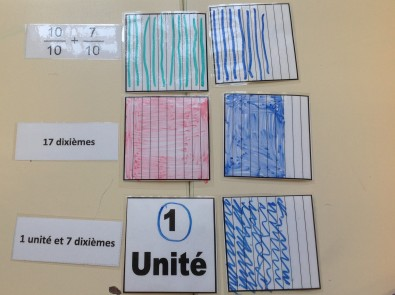 10/10 + 7/10
17 dixièmes
1 unité et 7 dixièmes
1
Unité